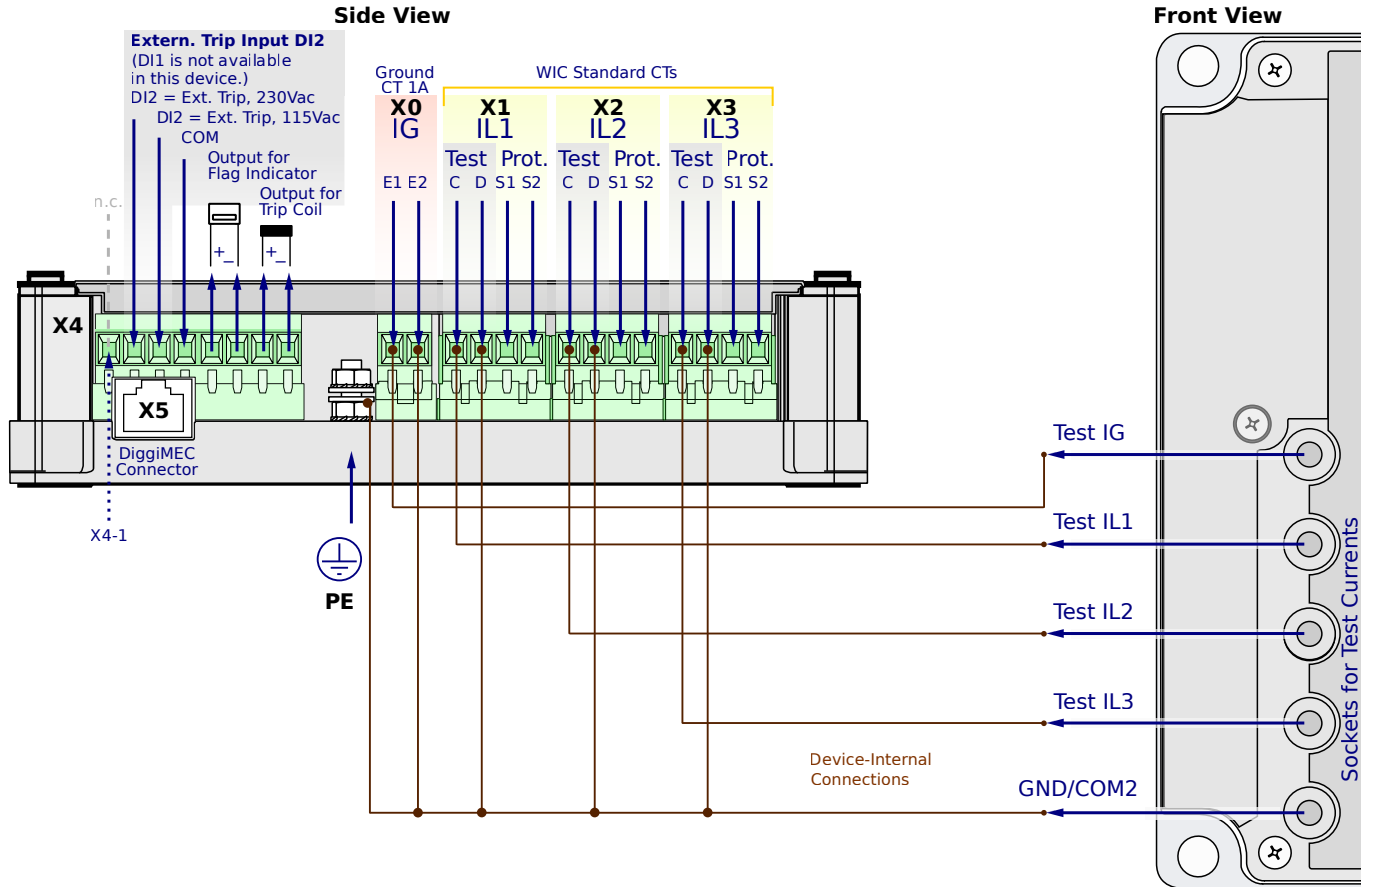 Side View
Front View
Extern. Trip Input DI2
(DI1 is not available
in this device.)
DI2 = Ext. Trip, 230Vac
DI2 = Ext. Trip, 115Vac
COM
Output for
Flag Indicator
Output for
Trip Coil
n.c.
+ −
+ −
Ground
CT 1A
X0
IG
E1 E2
WIC Standard CTs
X1
IL1
Test Prot.
C D S1 S2
X2
IL2
Test Prot.
C D S1 S2
X3
IL3
Test Prot.
C D S1 S2
X4
X5
DiggiMEC
Connector
X4-1
PE
Test IG
Test IL1
Test IL2
Test IL3
GND/COM2
Device-Internal
Connections
Sockets for Test Currents